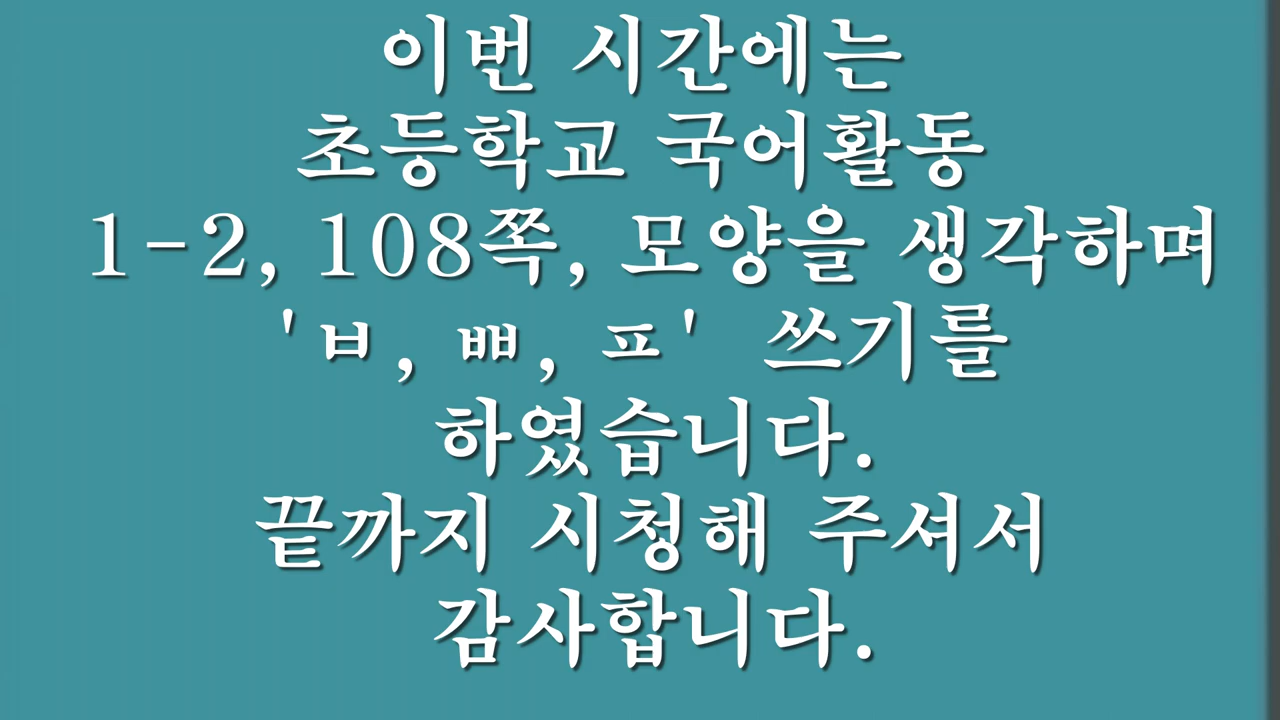 이번 시간에는
초등학교 국어활동
1-2, 108쪽, 모양을 생각하며
'ㅂ, ㅃ, ㅍ' 쓰기를
하였습니다.
끝까지 시청해 주셔서
감사합니다.